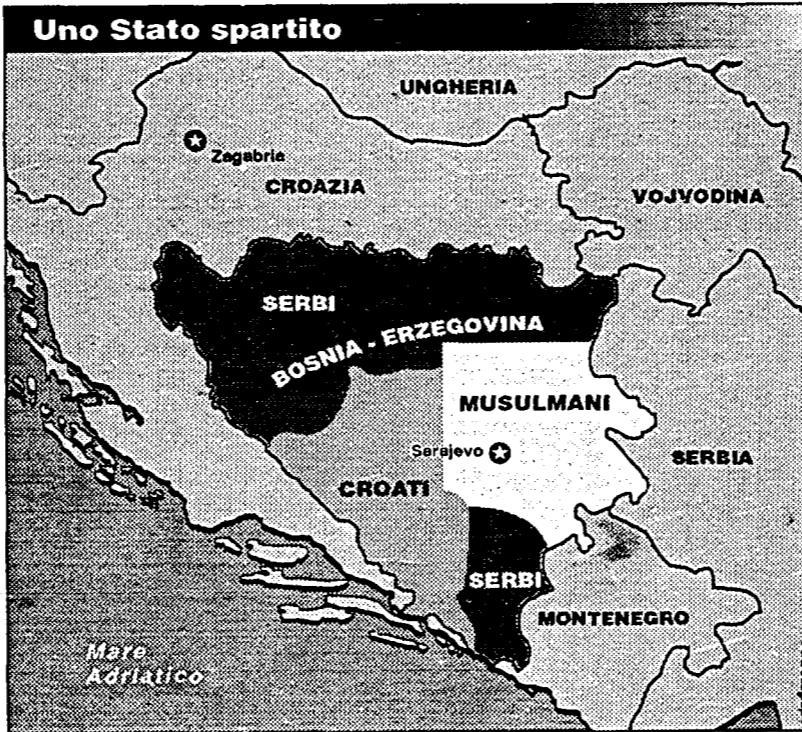 Uno Stato spartito
UNGHERIA
Zagabria
CROAZIA
VOJVODINA
SERBI
BOSNIA - ERZEGOVINA
MUSULMANI
Sarajevo
SERBIA
CROATI
SERBI
MONTENEGRO
Mare
Adriatico